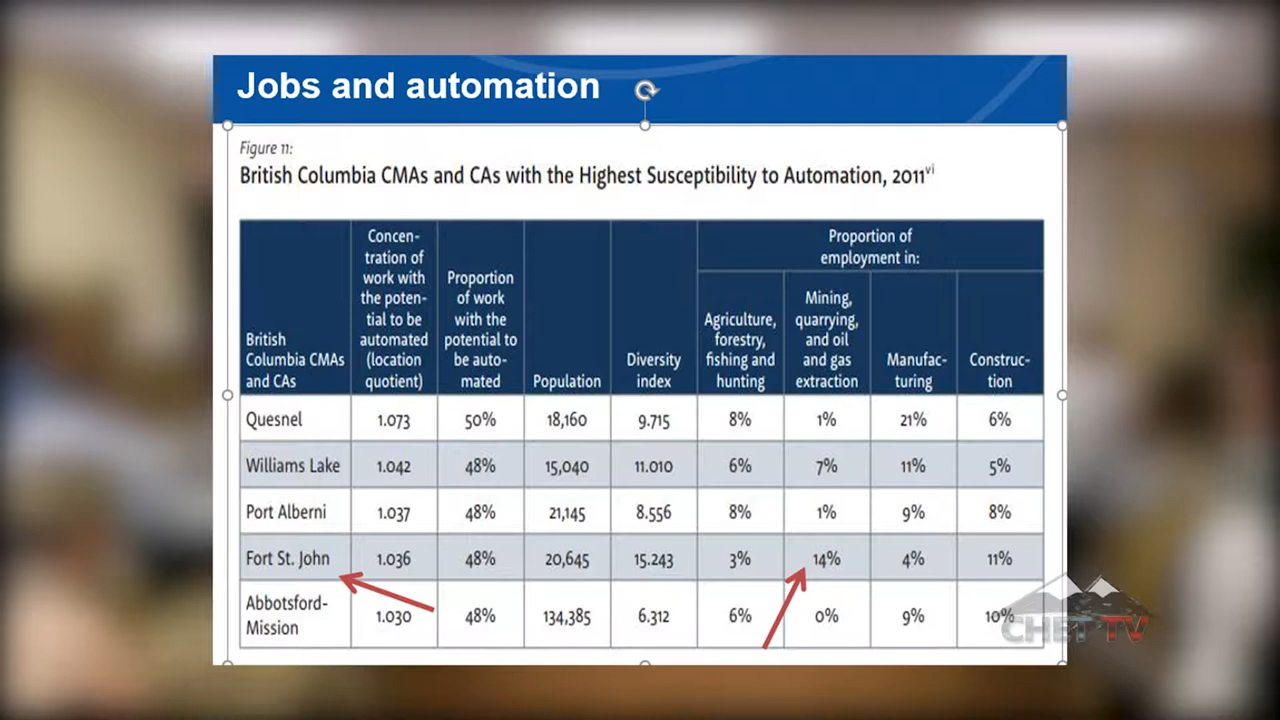 Jobs and automation
Figure 11:
British Columbia CMAs and CAs with the Highest Susceptibility to Automation, 2011vi
British
Columbia CMAs
and CAs
Concen-
tration of
work with
the poten-
tial to be
automated
(location
quotient)
Proportion
of work
with the
potential to
be auto-
mated
Population
Diversity
index
Proportion of
employment in:
Agriculture,
forestry,
fishing and
hunting
Mining,
quarrying,
and oil
and gas
extraction
Manufac-
turing
Construc-
tion
Quesnel 1.073 50% 18,160 9.715 8% 1% 21% 6%
Williams Lake 1.042 48% 15,040 11.010 6% 7% 11% 5%
Port Alberni 1.037 48% 21,145 8.556 8% 1% 9% 8%
Fort St. John 1.036 48% 20,645 15.243 3% 14% 4% 11%
Abbotsford-
Mission 1.030 48% 134,385 6.312 6% 0% 9% 10%
CHET TV